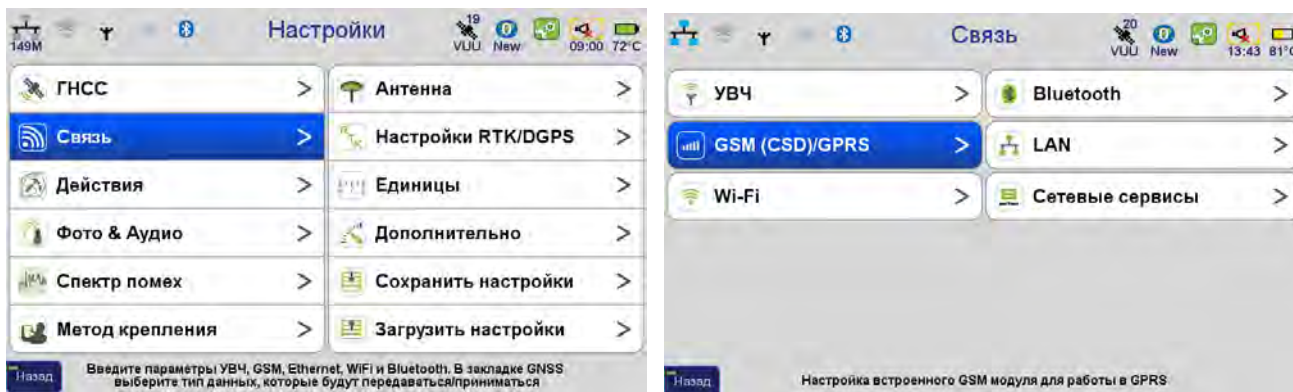 149M
Настройки
19
VUU
New
09:00
72°C
ГНСС >
Антенна >
Связь >
Настройки RTK/DGPS >
Действия >
Единицы >
Фото & Аудио >
Дополнительно >
Спектр помех >
Сохранить настройки >
Метод крепления >
Загрузить настройки >
Назад
Введите параметры УВЧ, GSM, Ethernet, WiFi и Bluetooth. В закладке GNSS
выберите тип данных, которые будут передаваться/приниматься
Связь
20
VUU
New
13:43
81°C
УВЧ >
Bluetooth >
GSM (CSD)/GPRS >
LAN >
Wi-Fi >
Сетевые сервисы >
Назад
Настройка встроенного GSM модуля для работы в GPRS